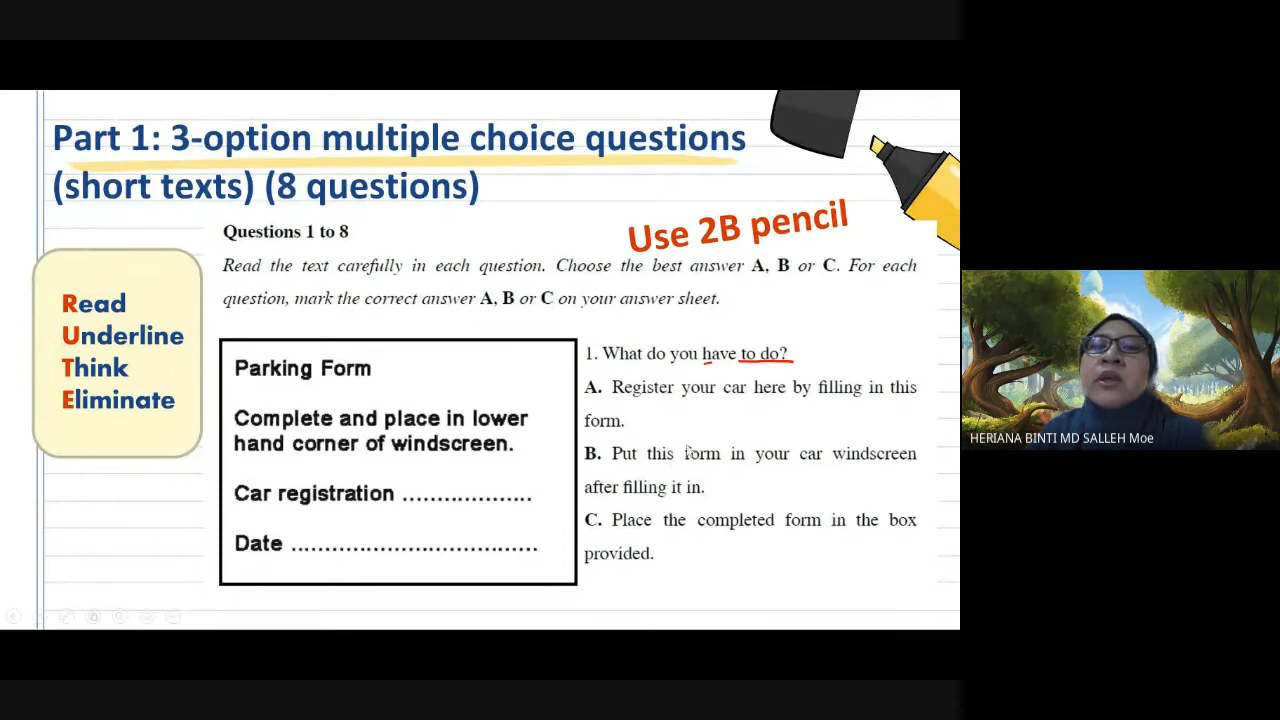 Part 1: 3-option multiple choice questions
(short texts) (8 questions)
Use 2B pencil
Questions 1 to 8
Read the text carefully in each question. Choose the best answer A, B or C. For each
question, mark the correct answer A, B or C on your answer sheet.
Read
Underline
Think
Eliminate
Parking Form
Complete and place in lower
hand corner of windscreen.
Car registration ...................
Date ....................................
1. What do you have to do?
A. Register your car here by filling in this
form.
B. Put this form in your car windscreen
after filling it in.
C. Place the completed form in the box
provided.
HERIANA BINTI MD SALLEH Moe